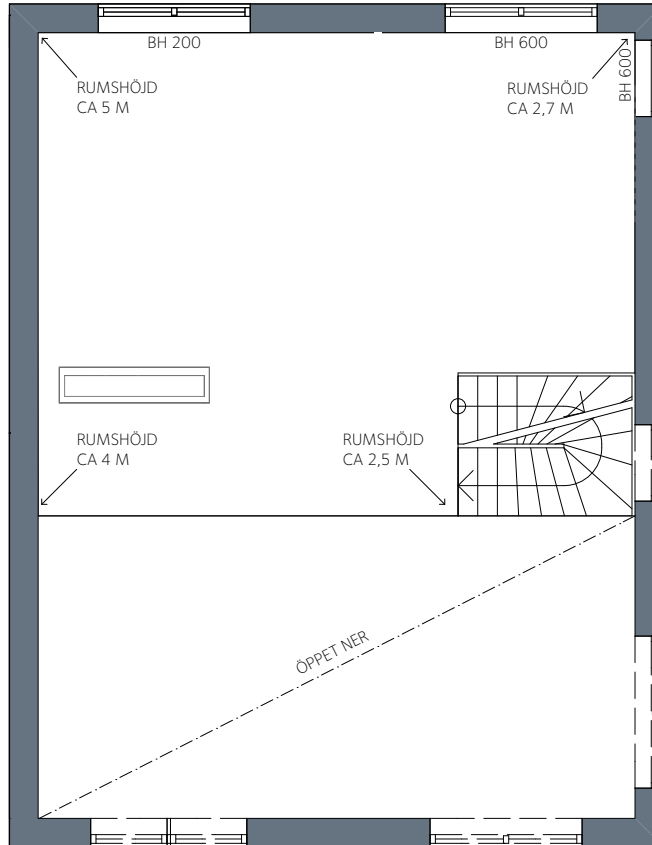 BH 200
BH 600
BH 600
RUMSHÖJD
CA 5 M
RUMSHÖJD
CA 2,7 M
RUMSHÖJD
CA 4 M
RUMSHÖJD
CA 2,5 M
ÖPPET NER